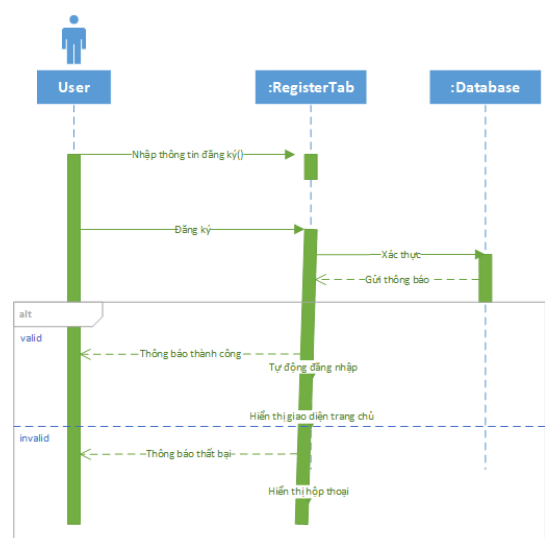 User
:RegisterTab
:Database
Nhập thông tin đăng ký()
Đăng ký
Xác thực
Gửi thông báo
alt
valid
Thông báo thành công
Tự động đăng nhập
Hiển thị giao diện trang chủ
invalid
Thông báo thất bại
Hiển thị hộp thoại